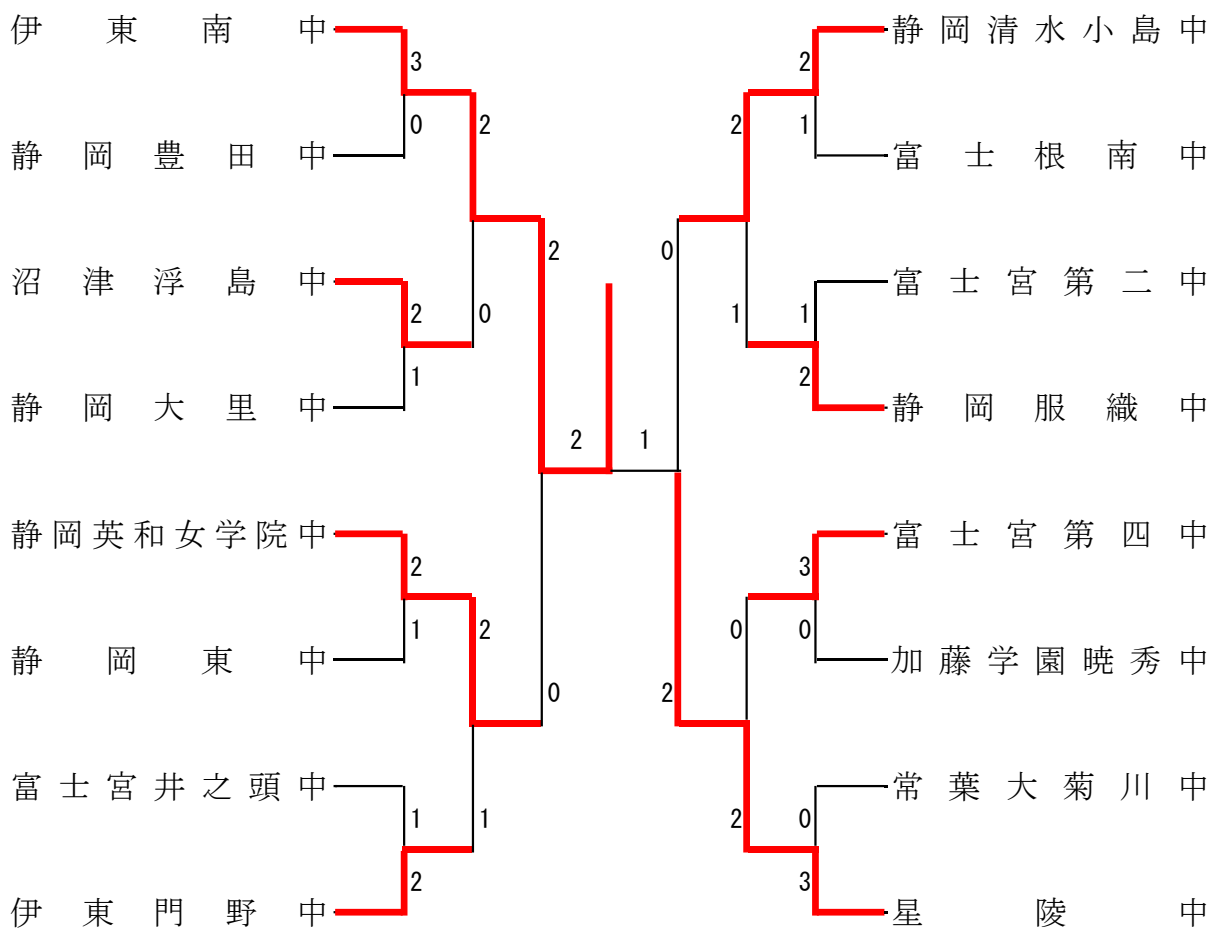 伊東南中 静岡清水小島中
3 2
0 2 2 1
静岡豊田中 富士根南中
2 0
沼津浮島中 富士宮第二中
2 0 1 1
1 2
静岡大里中 静岡服織中
2 1
静岡英和女学院中 富士宮第四中
2 3
1 2 0 0
静岡東中 加藤学園暁秀中
0 2
富士宮井之頭中 常葉大菊川中
1 1 2 0
2 3
伊東門野中 星陵中